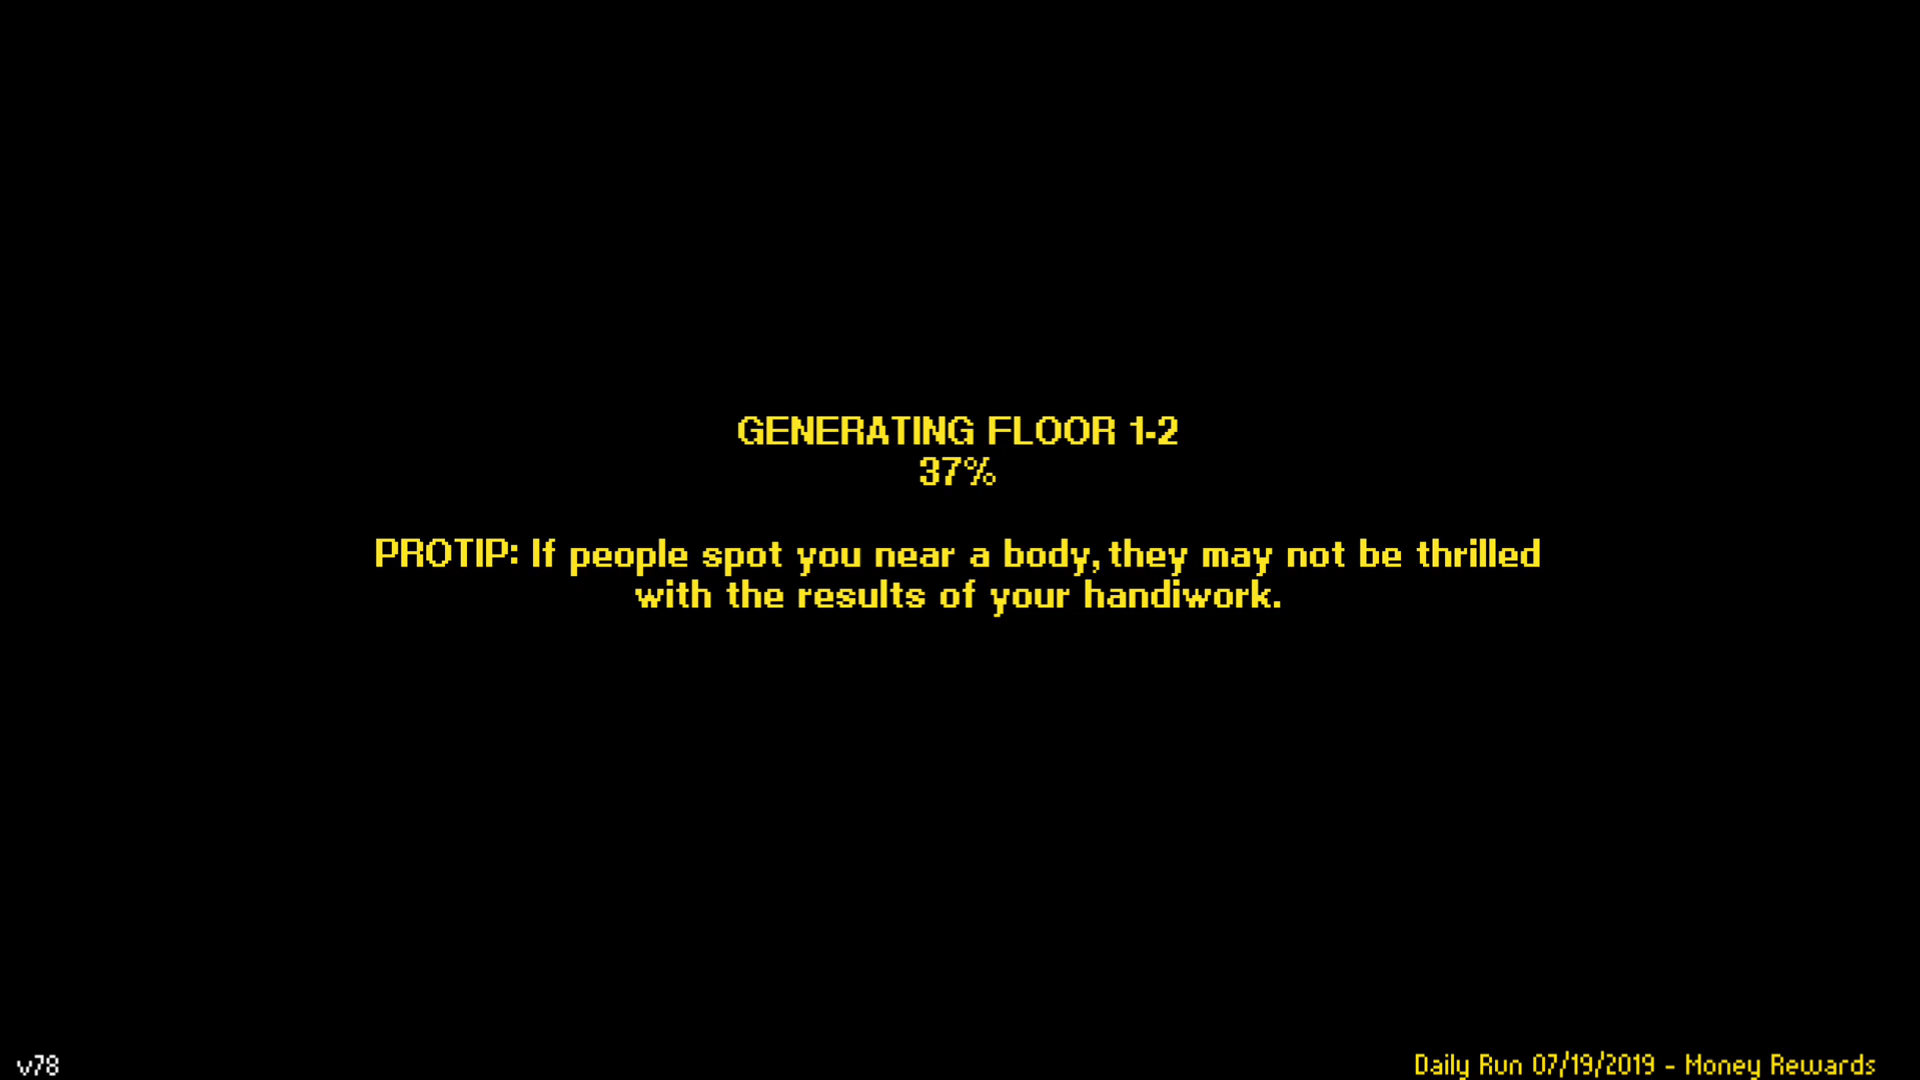 GENERATING FLOOR 1-2
37%
PROTIP: If people spot you near a body, they may not be thrilled
with the results of your handiwork.
v78
Daily Run 07/19/2019 - Money Rewards